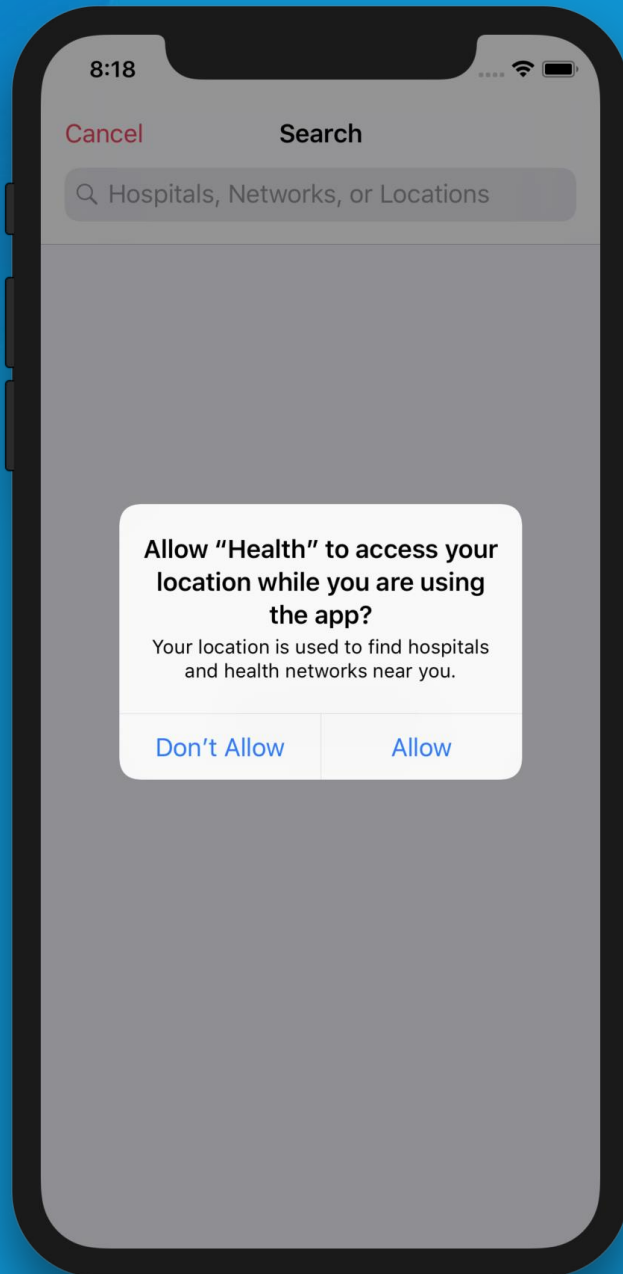 8:18
Cancel
Search
Hospitals, Networks, or Locations
Allow “Health” to access your
location while you are using
the app?
Your location is used to find hospitals
and health networks near you.
Don’t Allow
Allow